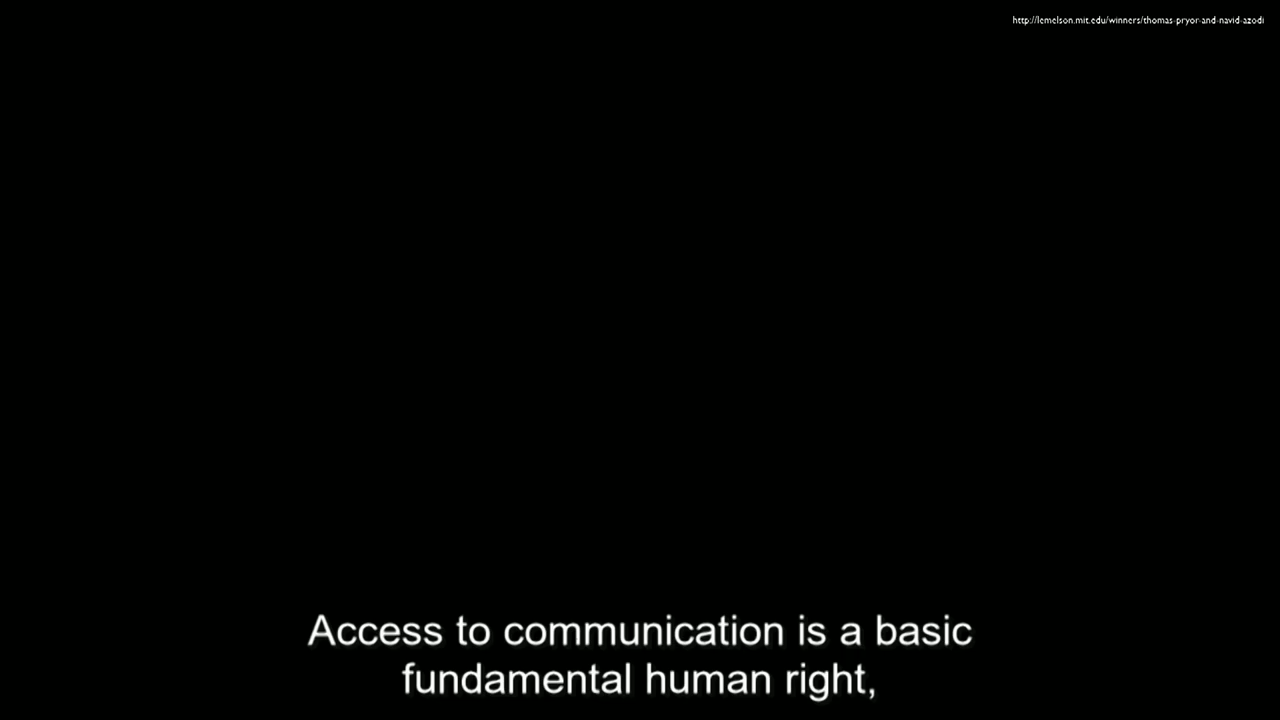 http://lemelson.mit.edu/winners/thomas-pryor-and-navid-azodi
Access to communication is a basic
fundamental human right,